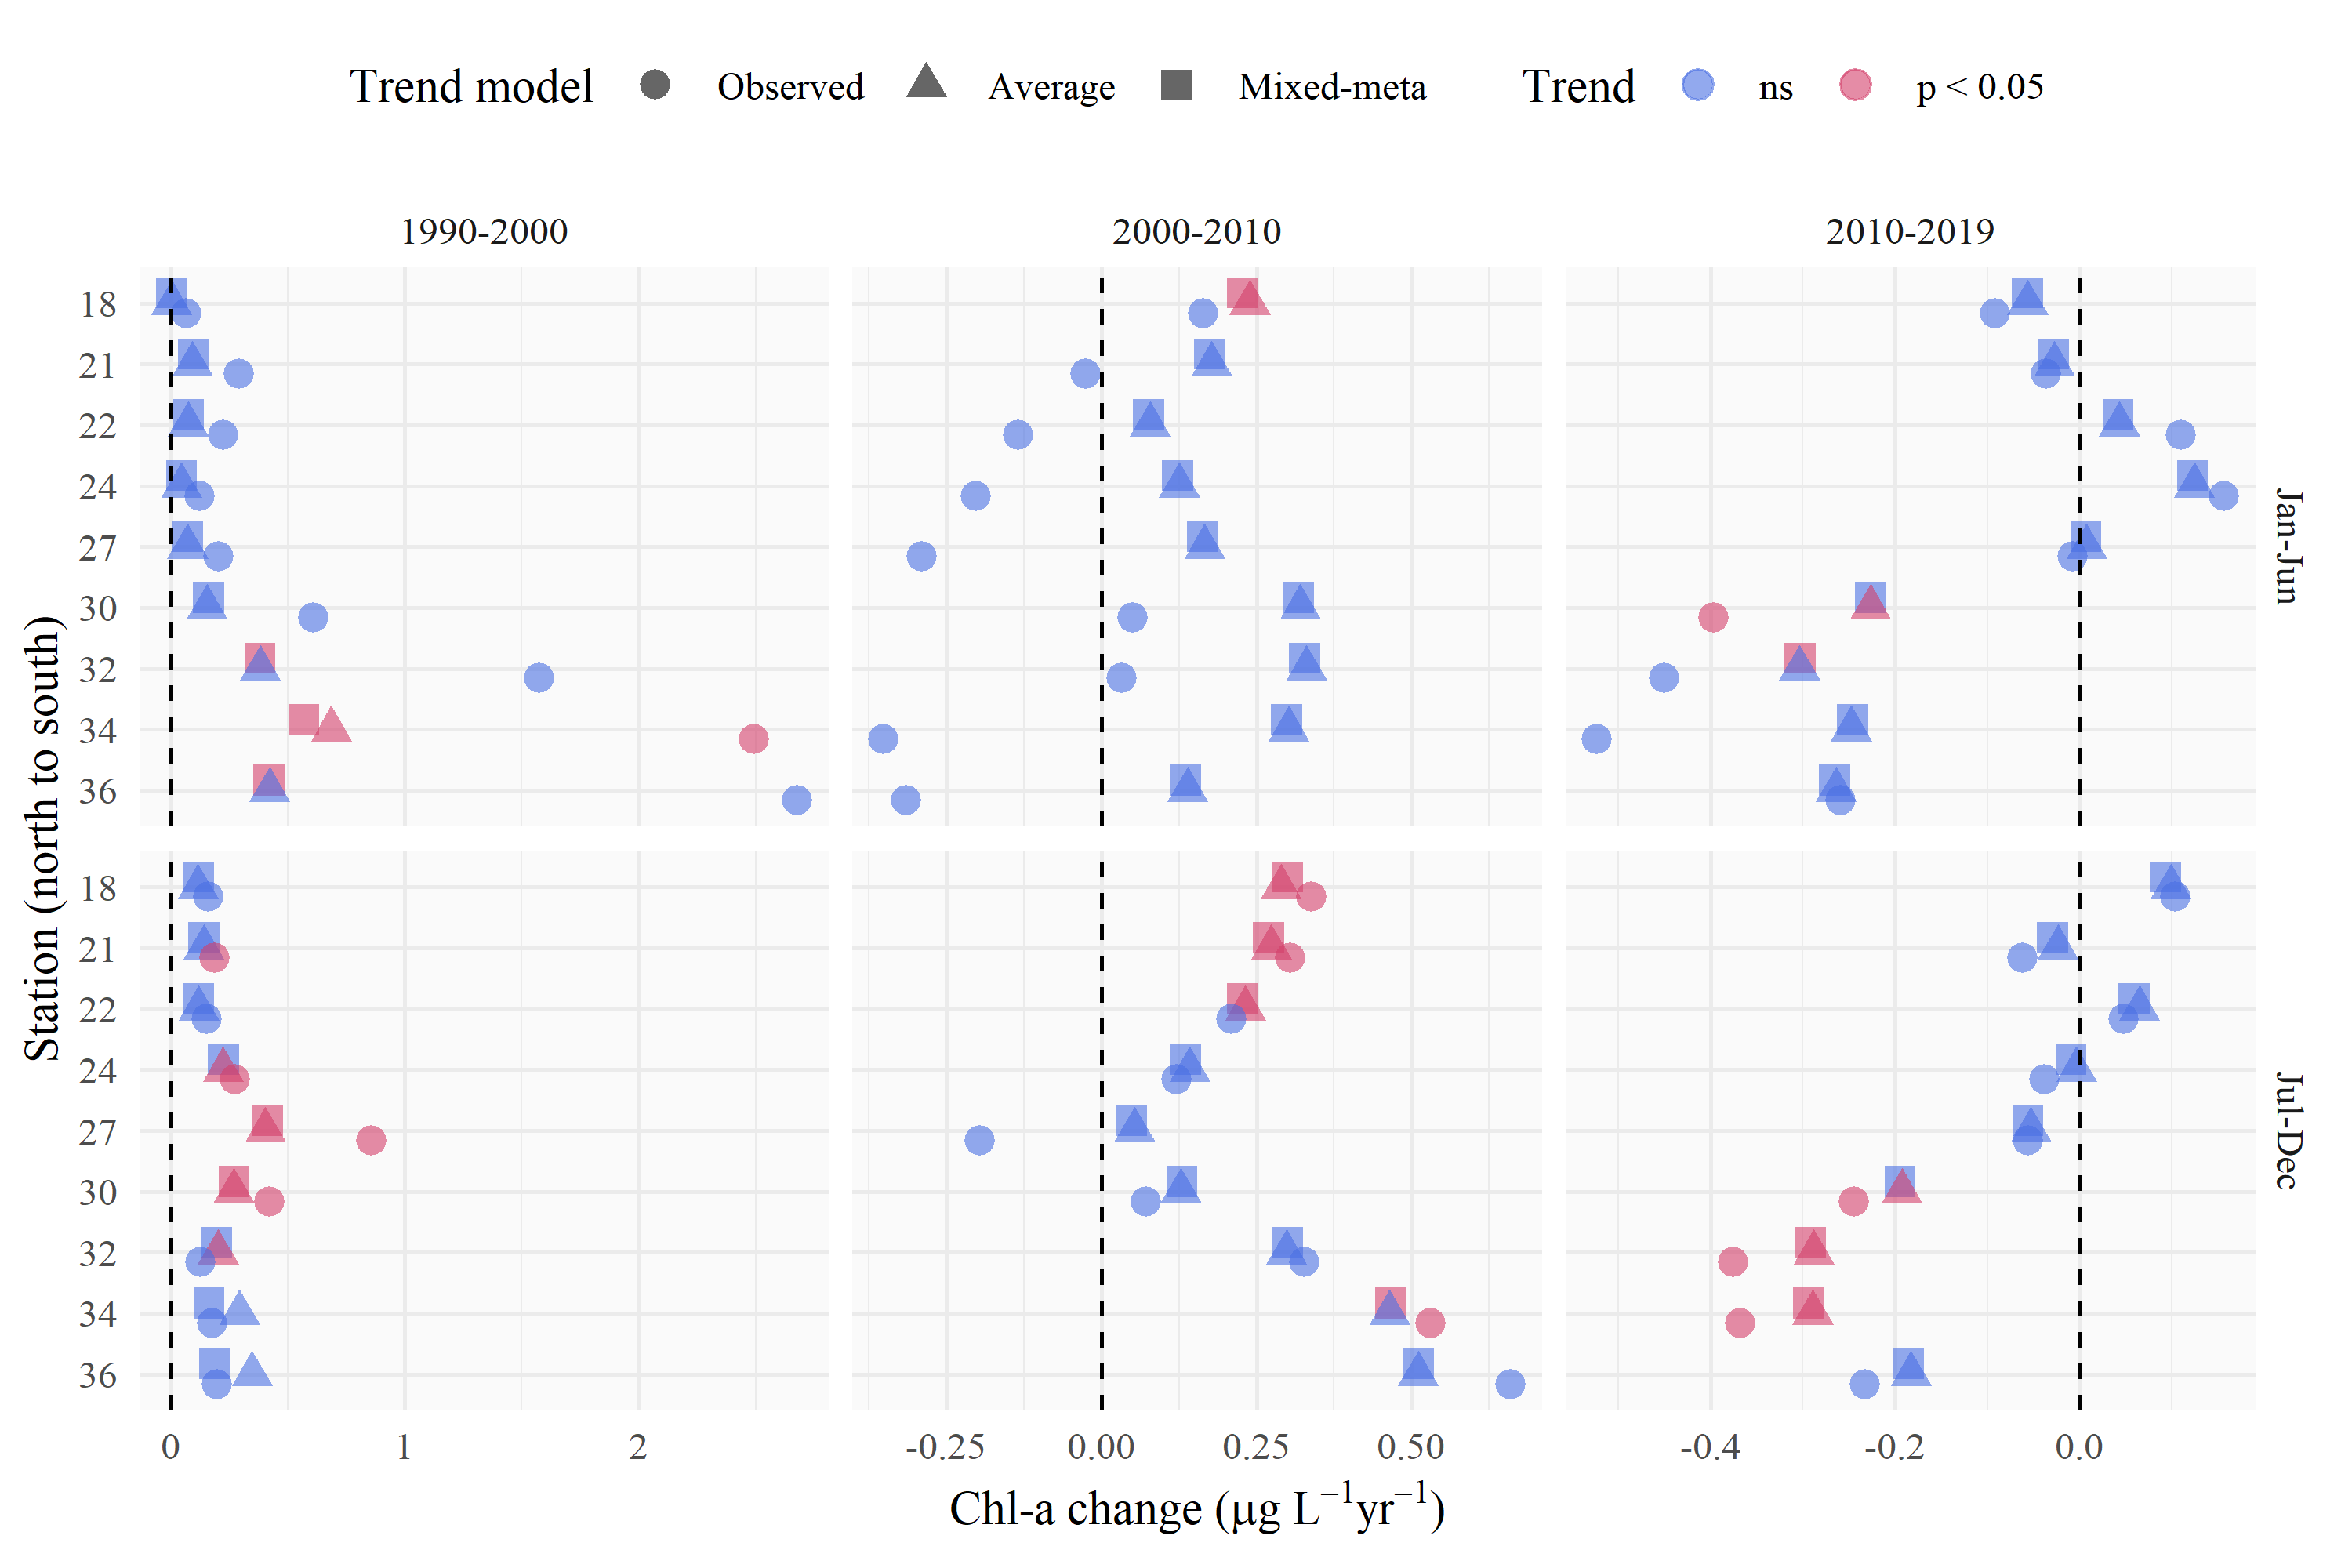 Trend model Observed Average Mixed-meta Trend ns p < 0.05
1990-2000 2000-2010 2010-2019
Station (north to south)
18
21
22
24
27
30
32
34
36
Jan-Jun
18
21
22
24
27
30
32
34
36
Jul-Dec
0 1 2 -0.25 0.00 0.25 0.50 -0.4 -0.2 0.0
Chl-a change (μg L⁻¹yr⁻¹)